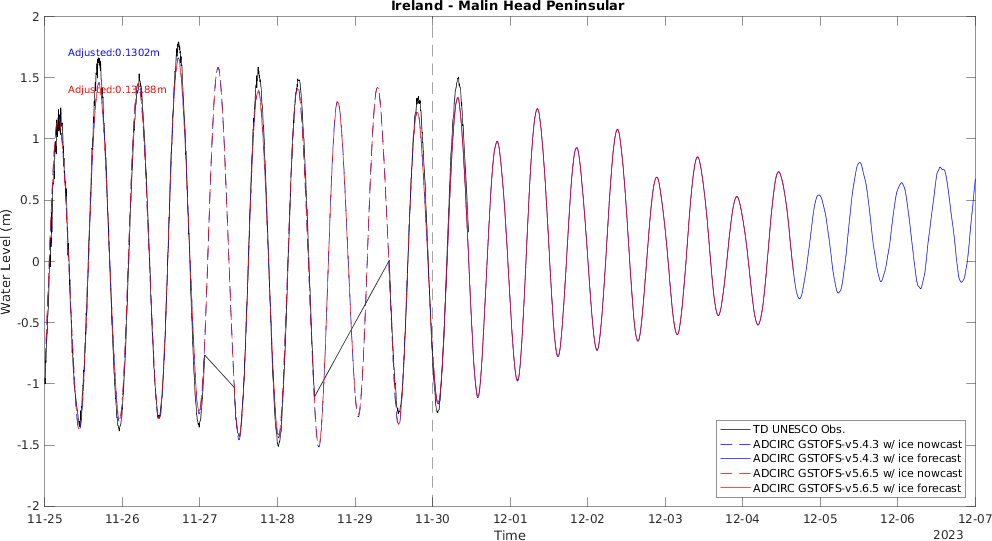 Ireland - Malin Head Peninsular
2
1.5
1
0.5
0
-0.5
-1
-1.5
-2
Water Level (m)
Adjusted:0.1302m
Adjusted:0.13188m
TD UNESCO Obs.
ADCIRC GSTOFS-v5.4.3 w/ ice nowcast
ADCIRC GSTOFS-v5.4.3 w/ ice forecast
ADCIRC GSTOFS-v5.6.5 w/ ice nowcast
ADCIRC GSTOFS-v5.6.5 w/ ice forecast
11-25 11-26 11-27 11-28 11-29 11-30 12-01 12-02 12-03 12-04 12-05 12-06 12-07
Time
2023